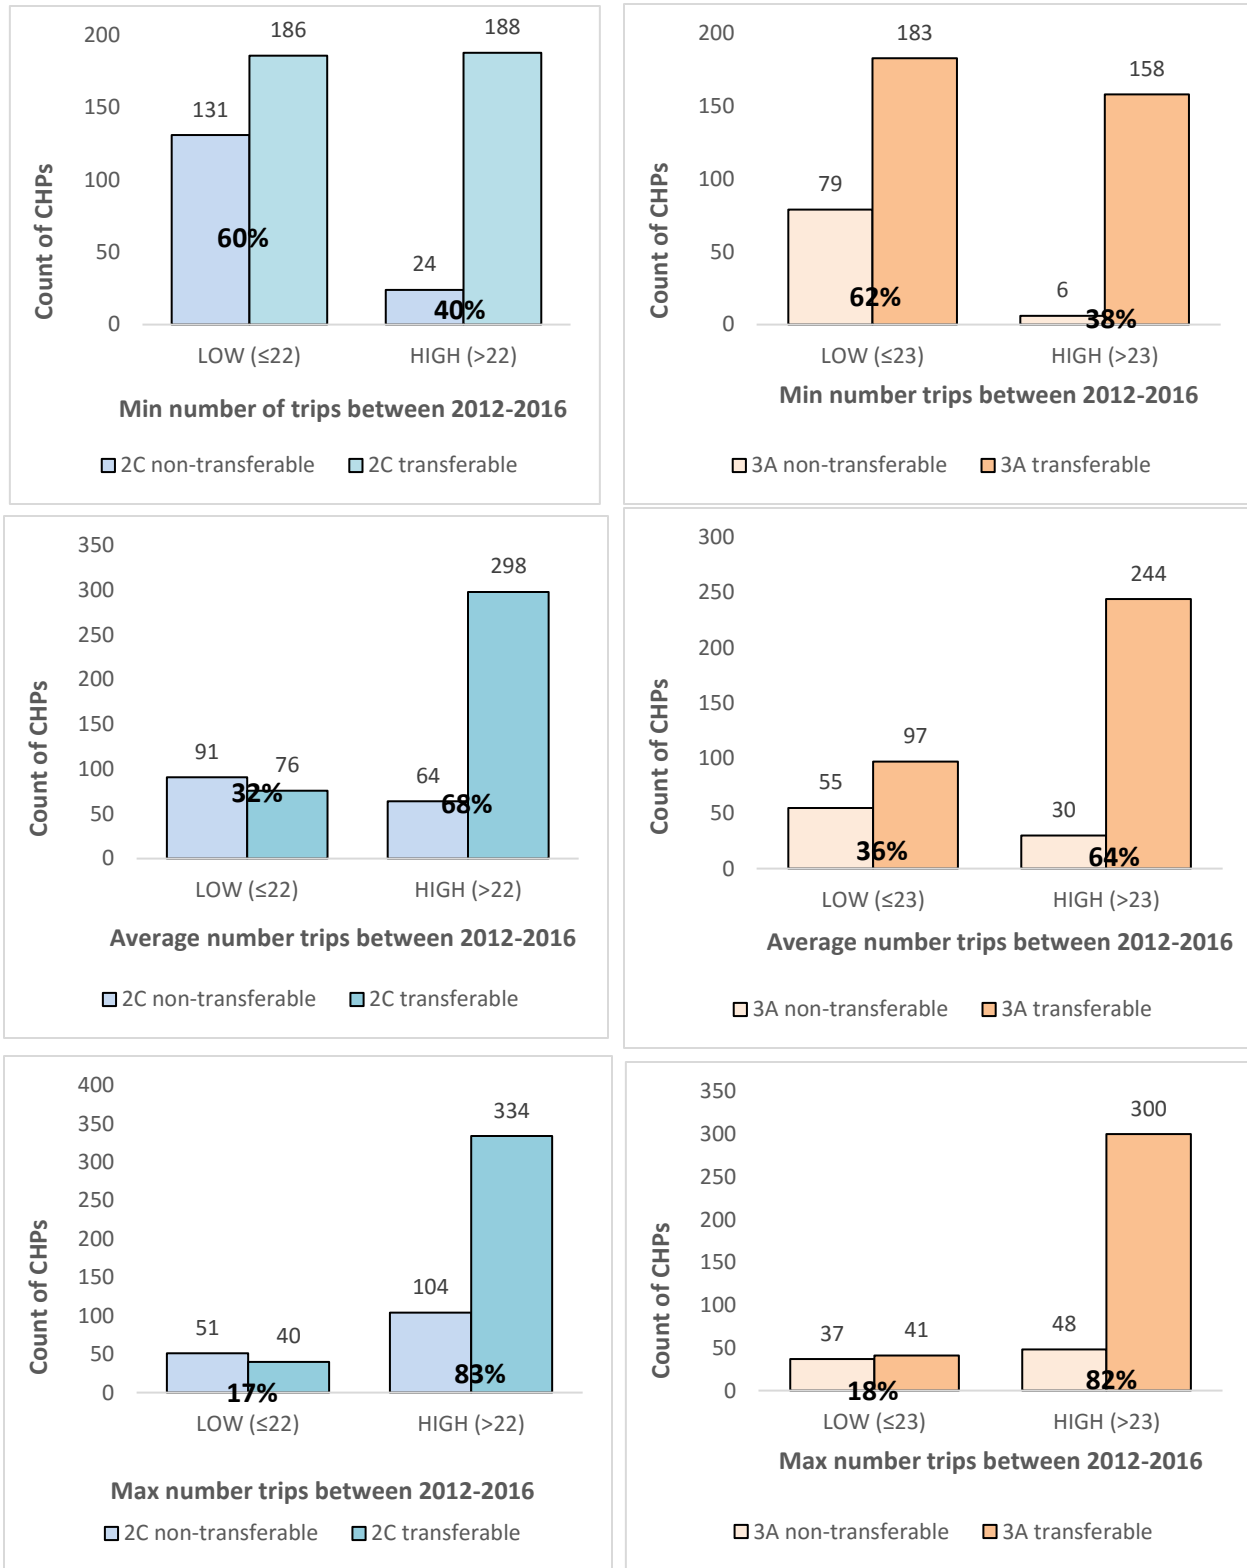 200
150
100
50
0
Count of CHPs
131
186
24
188
60%
40%
LOW (≤22)
HIGH (>22)
Min number of trips between 2012-2016
2C non-transferable
2C transferable
200
150
100
50
0
Count of CHPs
79
183
6
158
62%
38%
LOW (≤23)
HIGH (>23)
Min number trips between 2012-2016
3A non-transferable
3A transferable
350
300
250
200
150
100
50
0
Count of CHPs
91
76
64
298
32%
68%
LOW (≤22)
HIGH (>22)
Average number trips between 2012-2016
2C non-transferable
2C transferable
300
250
200
150
100
50
0
Count of CHPs
55
97
30
244
36%
64%
LOW (≤23)
HIGH (>23)
Average number trips between 2012-2016
3A non-transferable
3A transferable
400
350
300
250
200
150
100
50
0
Count of CHPs
51
40
104
334
17%
83%
LOW (≤22)
HIGH (>22)
Max number trips between 2012-2016
2C non-transferable
2C transferable
350
300
250
200
150
100
50
0
Count of CHPs
37
41
48
300
18%
82%
LOW (≤23)
HIGH (>23)
Max number trips between 2012-2016
3A non-transferable
3A transferable